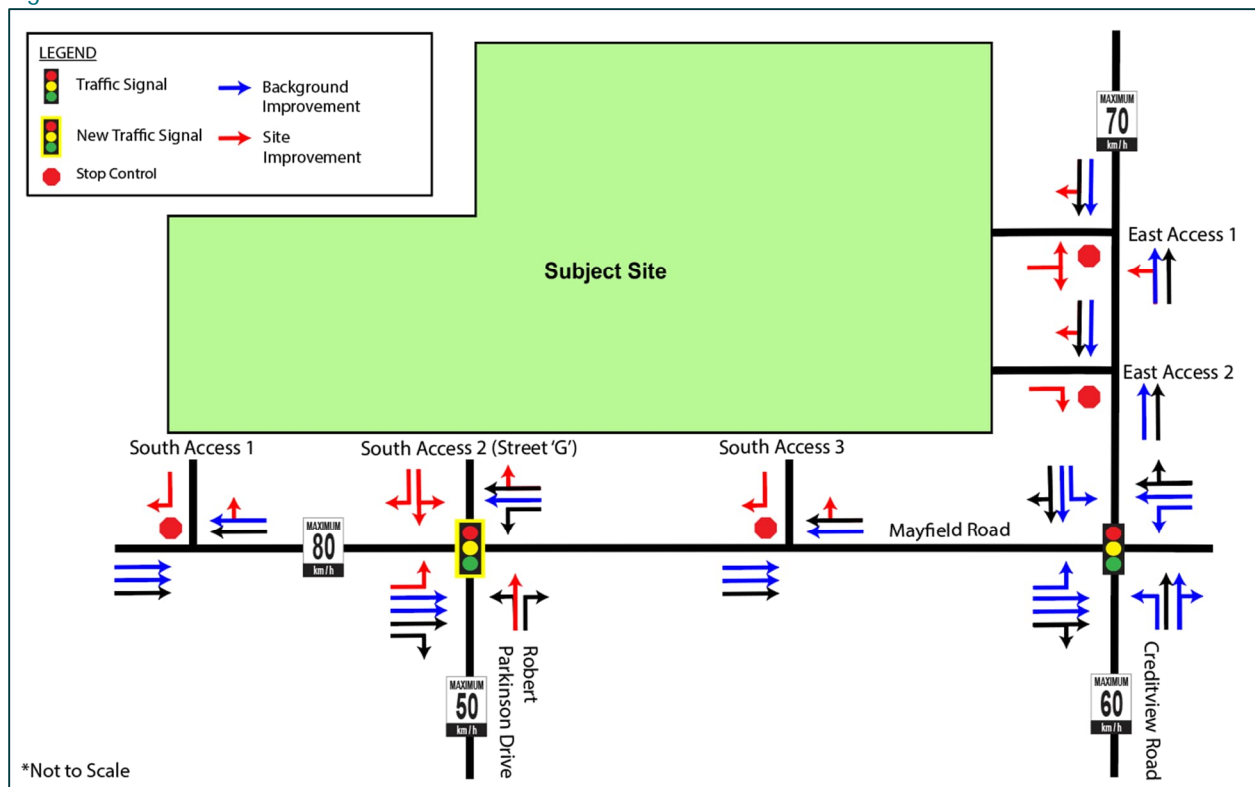 LEGEND
Traffic Signal
New Traffic Signal
Stop Control
Background
Improvement
Site
Improvement
MAXIMUM
70
km/h
Subject Site
East Access 1
East Access 2
South Access 1
South Access 2 (Street 'G')
South Access 3
Mayfield Road
MAXIMUM
80
km/h
Robert
Parkinson Drive
MAXIMUM
50
km/h
Creditview Road
MAXIMUM
60
km/h
*Not to Scale